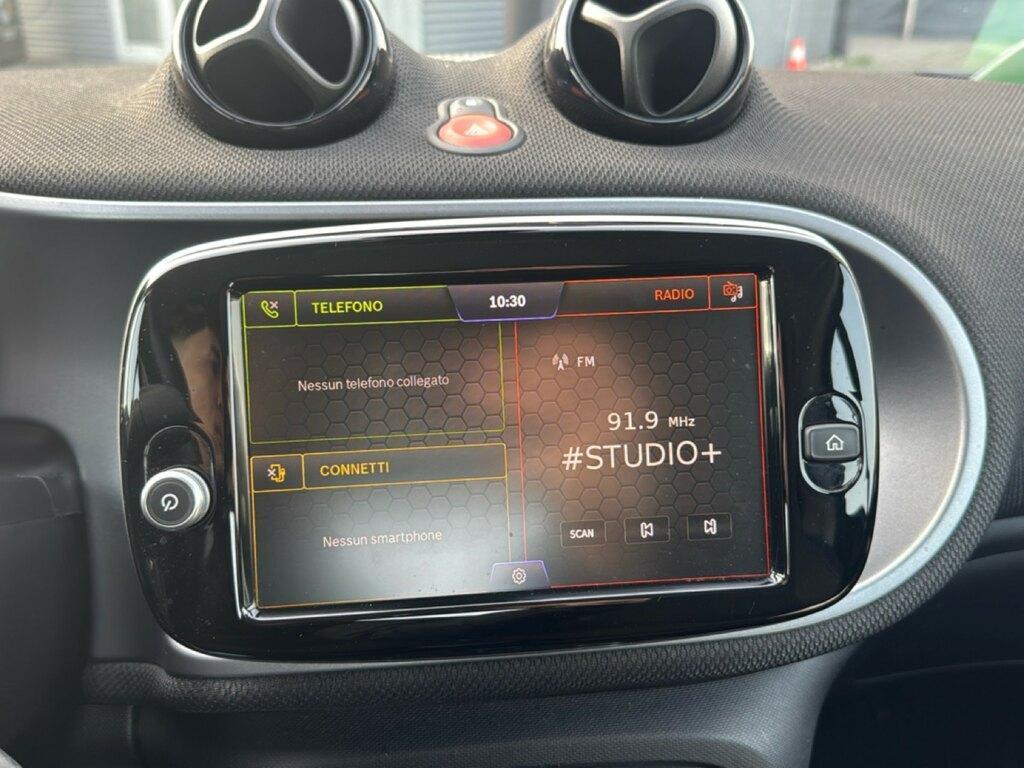 TELEFONO
10:30
RADIO
Nessun telefono collegato
FM
91.9 MHz
#STUDIO+
CONNETTI
Nessun smartphone
SCAN